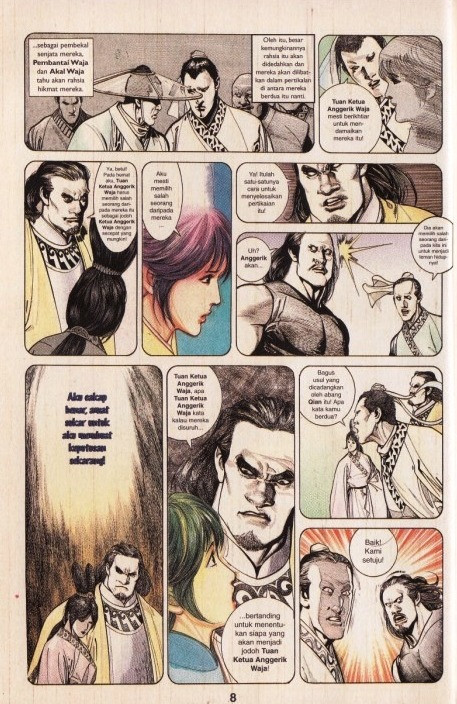 ...sebagai pembekal
senjata mereka,
Pembantai Waja
dan Akal Waja
tahu akan rahsia
hikmat mereka.
Oleh itu, besar
kemungkinannya
rahsia itu akan
didedahkan dan
mereka akan dilibat-
kan dalam pertikalan
di antara mereka
berdua itu nanti.
Tuan Ketua
Anggerik Waja
mesti berikhtiar
untuk men-
damaikan
mereka itu!
Ya, betul!
Pada hemat
aku, Tuan
Ketua Anggerik
Waja harus
memilih salah
seorang dari-
pada mereka itu
sebagai jodoh
Ketua Anggerik
Waja dengan
secepat yang
mungkin!
Aku
mesti
memilih
salah
seorang
daripada
mereka
Ya! Itulah
satu-satunya
cara untuk
menyelesaikan
pertikaian
itu!
Uh?
Anggerik
akan...
Dia akan
memilih salah
seorang dari-
pada kita ini
untuk menjadi
teman hidup-
nya!
Aku cakap
benar, amat
sukar untuk
aku membuat
keputusan
sekarang!
Tuan Ketua
Anggerik
Waja, apa
Tuan Ketua
Anggerik
Waja kata
kalau mereka
disuruh...
...bertanding
untuk menentu-
kan siapa yang
akan menjadi
jodoh Tuan
Ketua Anggerik
Waja!
Bagus
usul yang
dicadangkan
oleh abang
Qian itu! Apa
kata kamu
berdua?
Baik!
Kami
setuju!
8